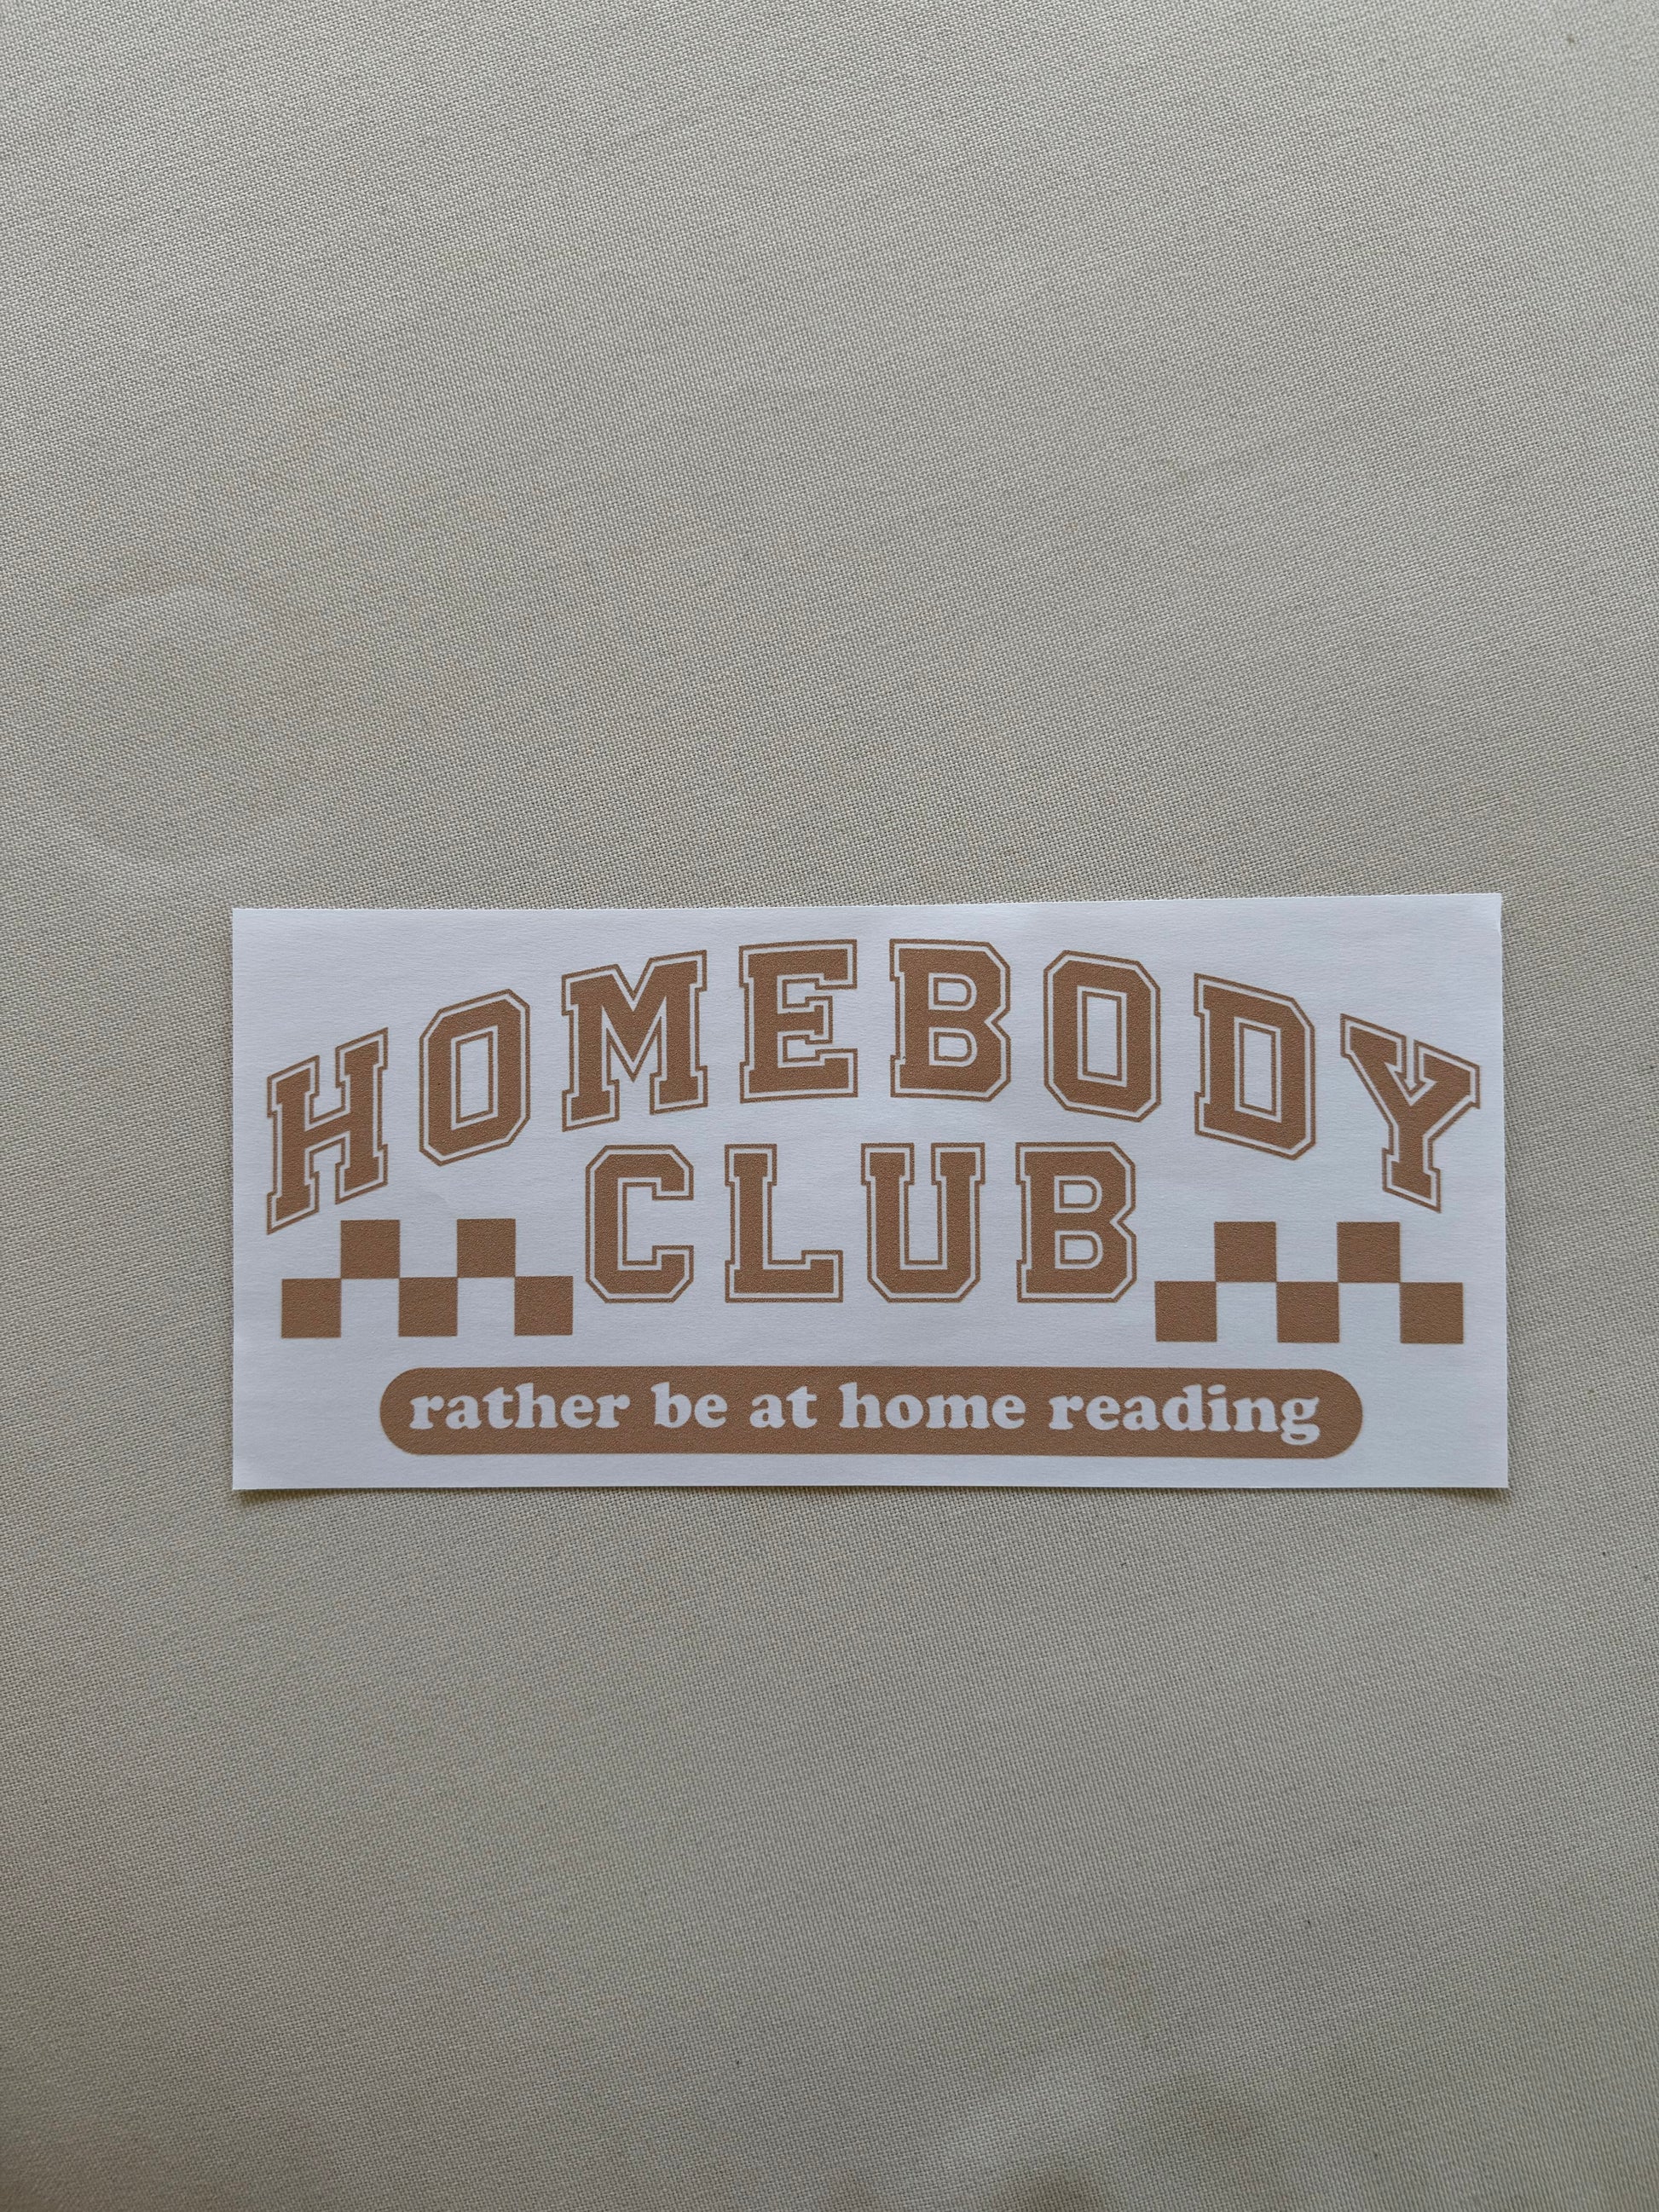 HOMEBODY
CLUB
rather be at home reading